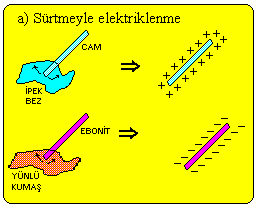 a) Sürtmeyle elektriklenme
CAM
İPEK
BEZ
EBONİT
YÜNLÜ
KUMAŞ